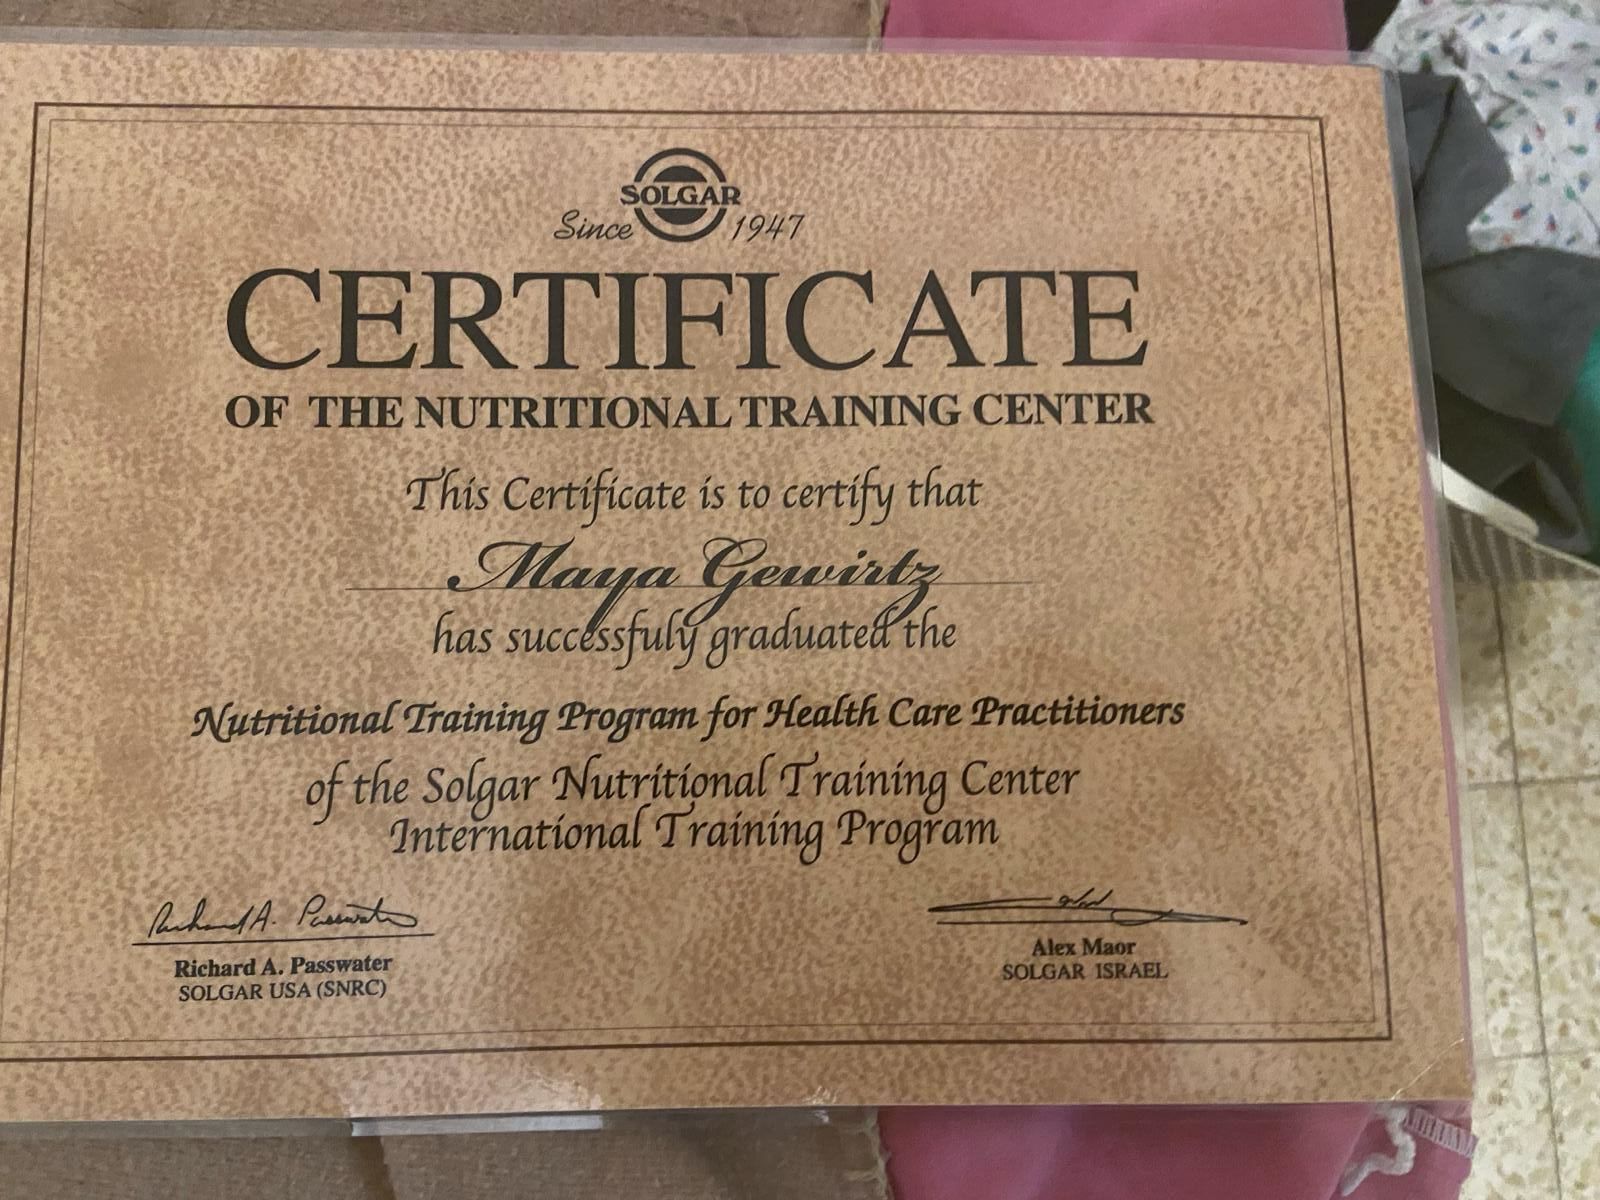 SOLGAR
Since 1947
CERTIFICATE
OF THE NUTRITIONAL TRAINING CENTER
This Certificate is to certify that
Maya Gewirtz
has successfuly graduated the
Nutritional Training Program for Health Care Practitioners
of the Solgar Nutritional Training Center
International Training Program
Richard A. Passwater
Richard A. Passwater
SOLGAR USA (SNRC)
Alex Maor
SOLGAR ISRAEL